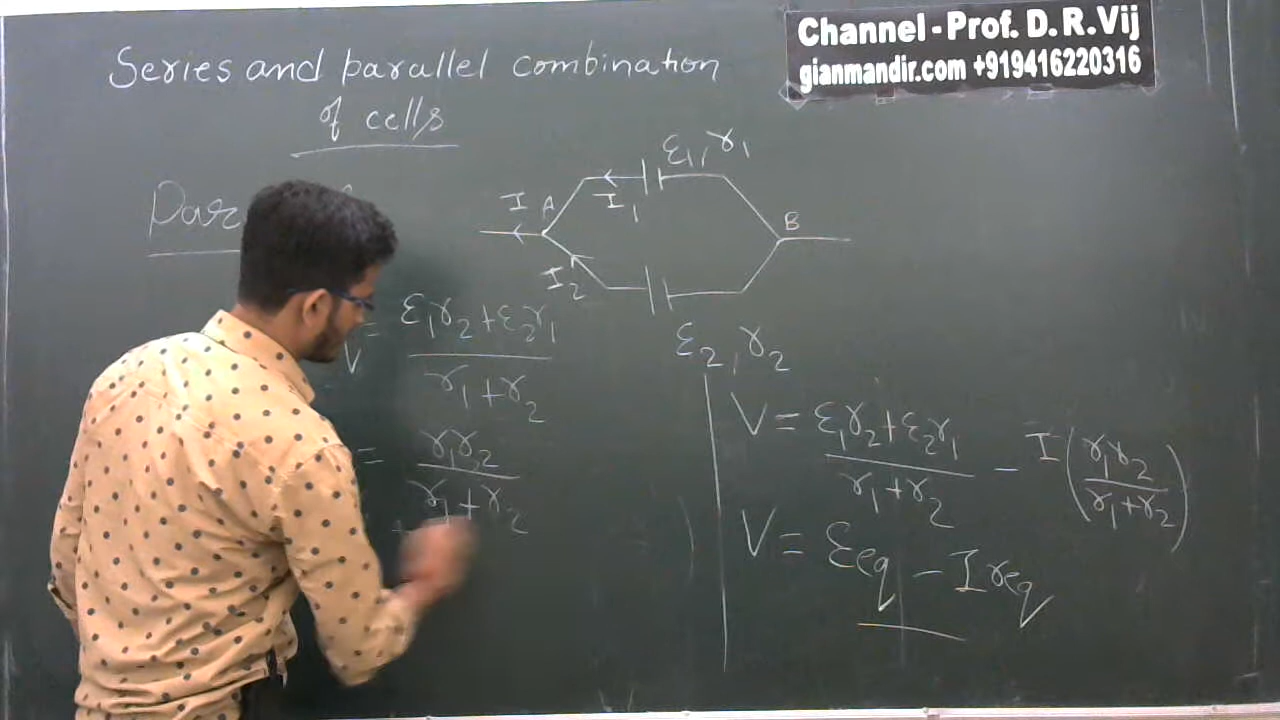 Channel - Prof. D. R. Vij
gianmandir.com +919416220316
Series and parallel combination
of cells
ε1, r1
I A I1 B
I2
ε2, r2
= ε1r2 + ε2r1
r1 + r2
= r1r2
r1 + r2
V = ε1r2 + ε2r1 / r1 + r2 - I (r1r2 / r1 + r2)
V = εeq - I req